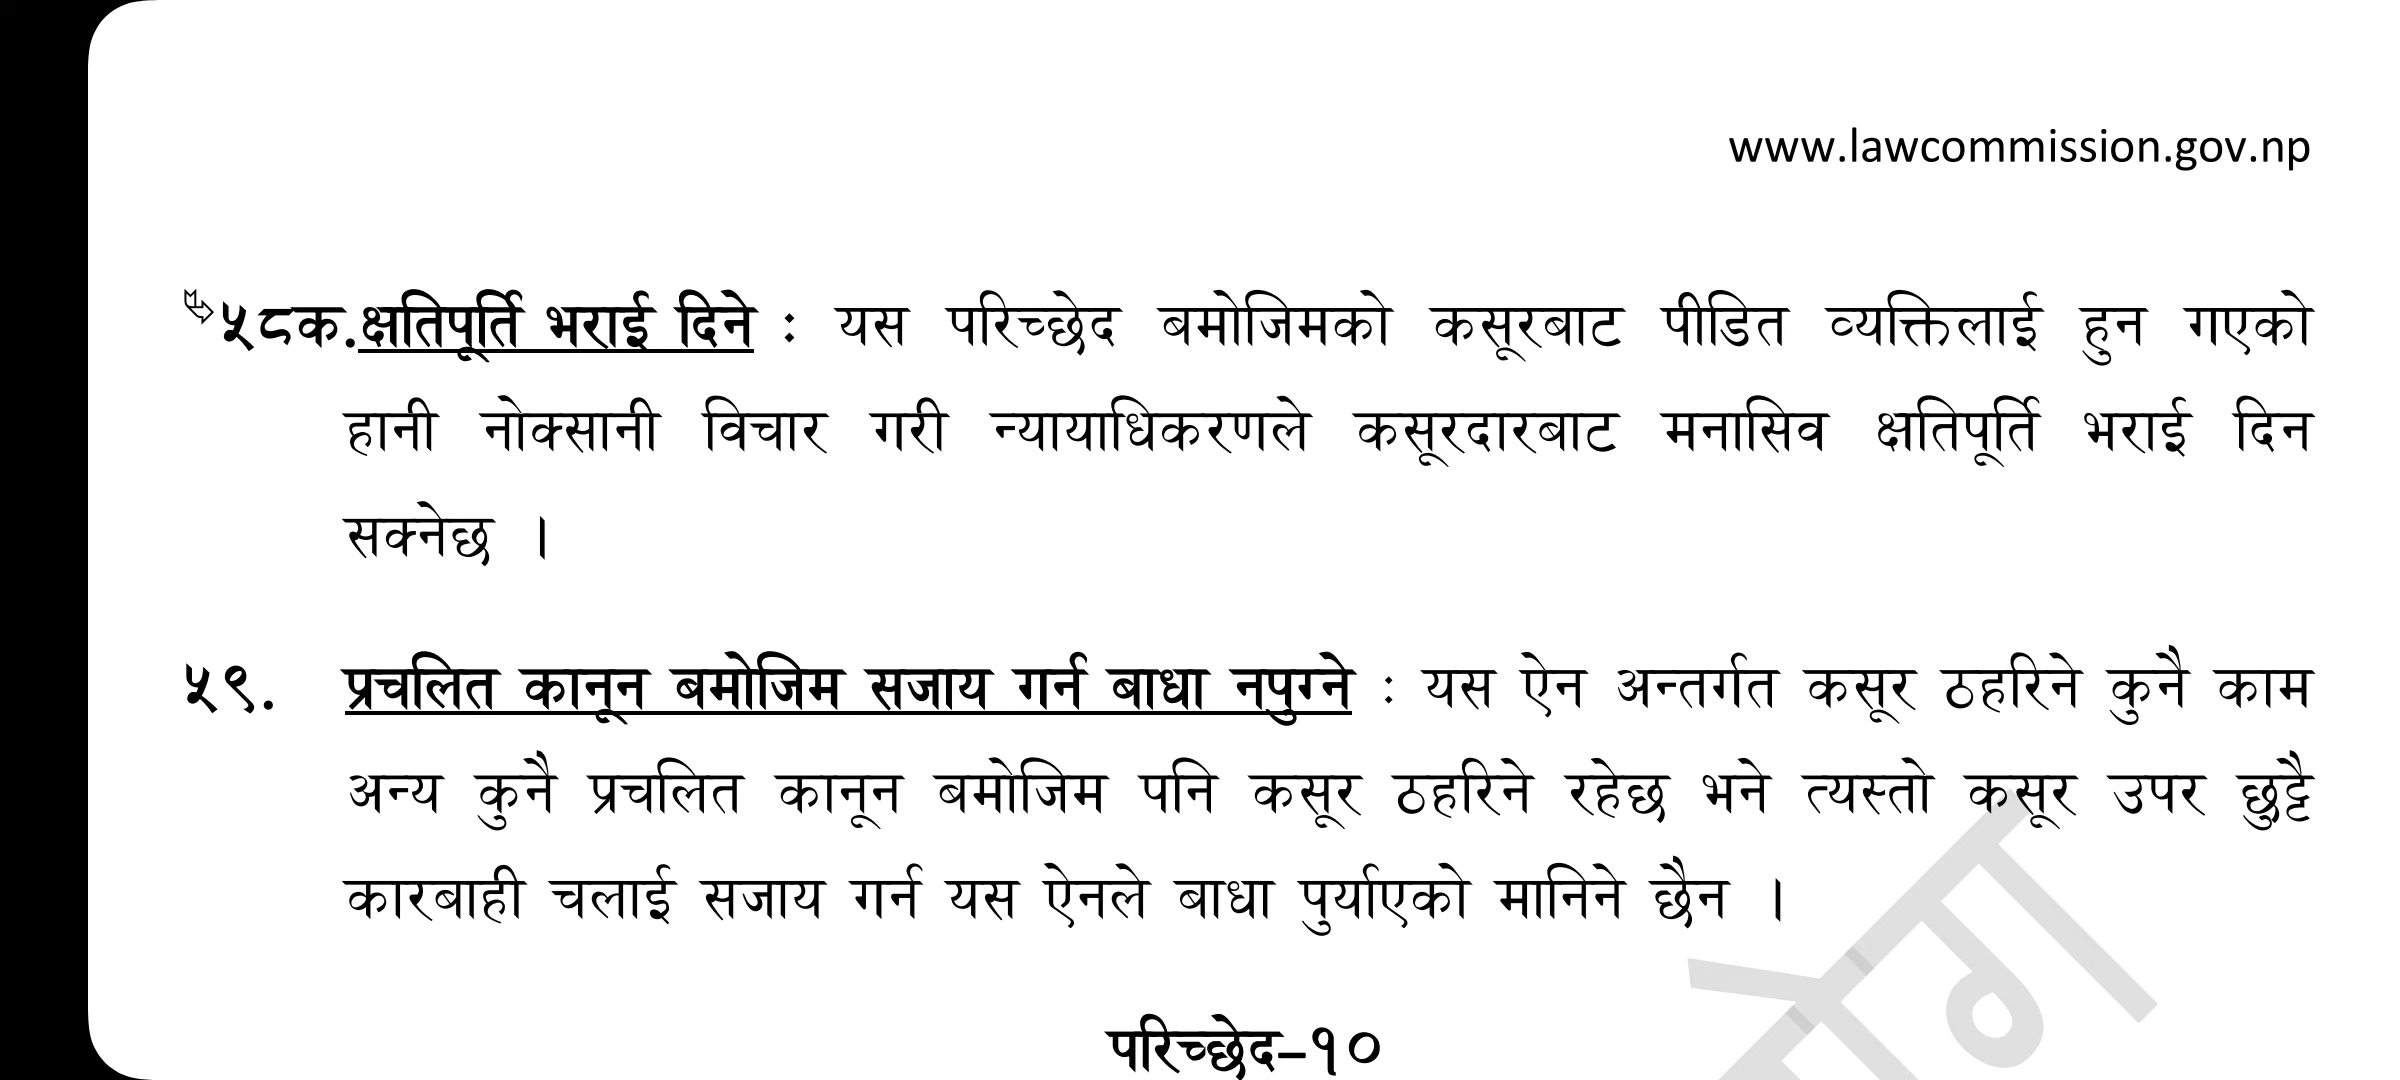 www.lawcommission.gov.np
५८क.क्षतिपूर्ति भराई दिने : यस परिच्छेद बमोजिमको कसूरबाट पीडित व्यक्तिलाई हुन गएको
हानी नोक्सानी विचार गरी न्यायाधिकरणले कसूरदारबाट मनासिव क्षतिपूर्ति भराई दिन
सक्नेछ ।
५९. प्रचलित कानून बमोजिम सजाय गर्न बाधा नपुग्ने : यस ऐन अन्तर्गत कसूर ठहरिने कुनै काम
अन्य कुनै प्रचलित कानून बमोजिम पनि कसूर ठहरिने रहेछ भने त्यस्तो कसूर उपर छुट्टै
कारबाही चलाई सजाय गर्न यस ऐनले बाधा पुर्याएको मानिने छैन ।
परिच्छेद–१०